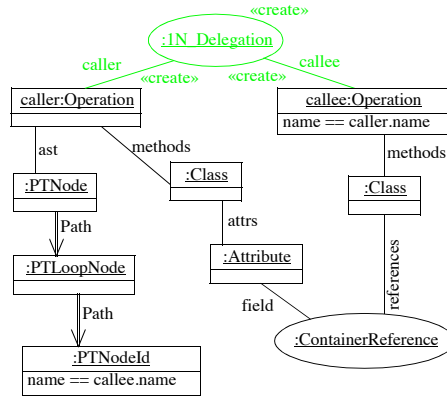 «create»
:1N_Delegation
caller
callee
«create»
«create»
caller:Operation
callee:Operation
name == caller.name
ast
methods
methods
:PTNode
:Class
:Class
Path
attrs
:PTLoopNode
:Attribute
references
Path
field
:PTNodeId
name == callee.name
:ContainerReference